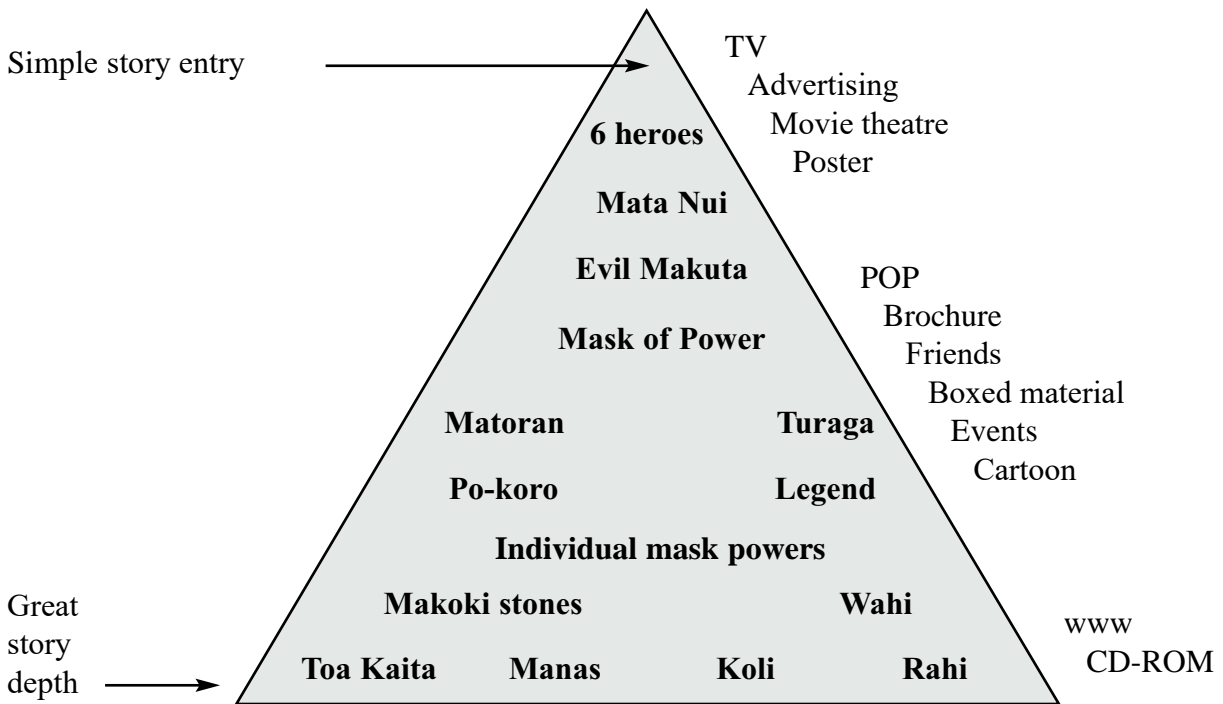 Simple story entry
TV
Advertising
Movie theatre
Poster
6 heroes
Mata Nui
Evil Makuta
Mask of Power
POP
Brochure
Friends
Boxed material
Events
Cartoon
Matoran Turaga
Po-koro Legend
Individual mask powers
Makoki stones Wahi
Toa Kaita Manas Koli Rahi
Great
story
depth
www
CD-ROM